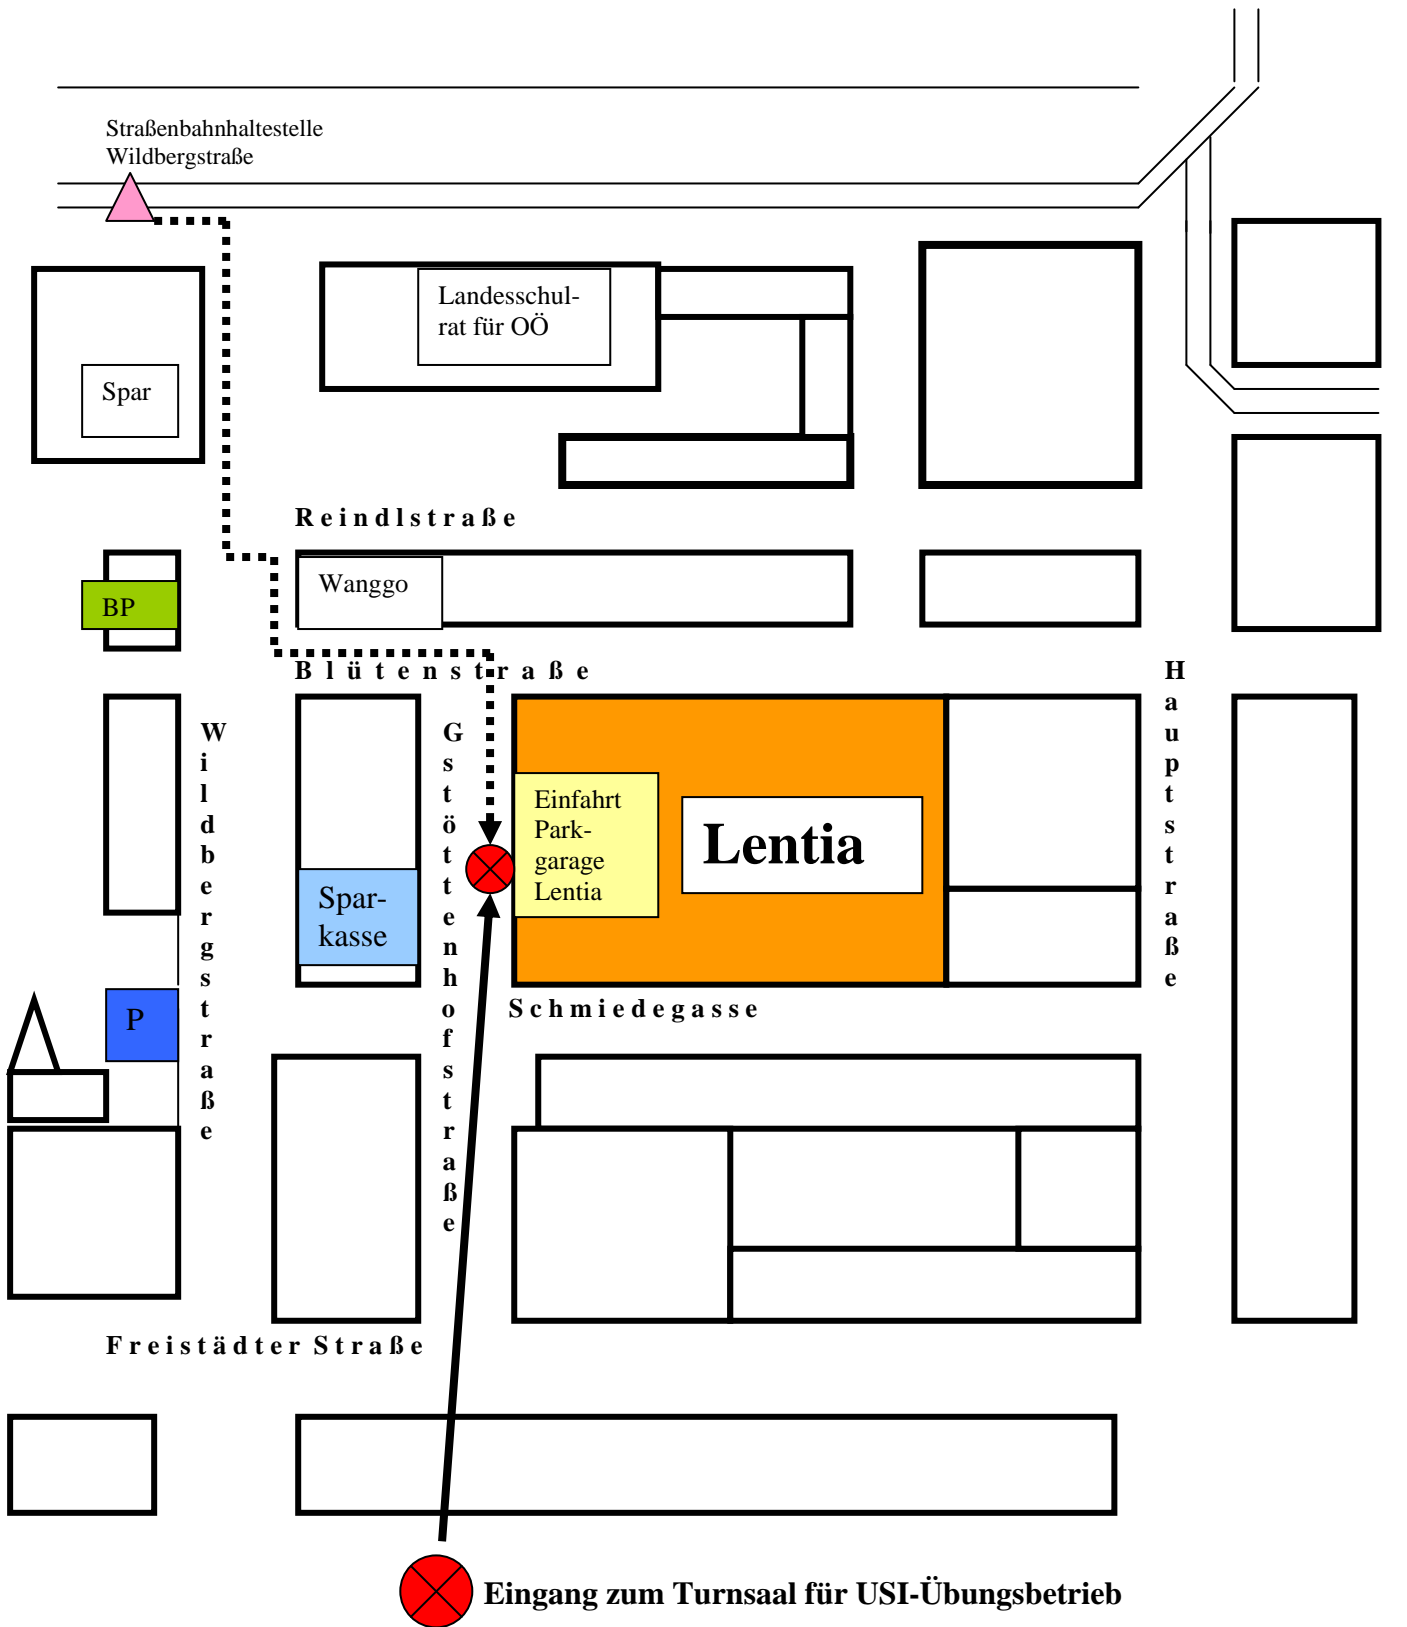 Straßenbahnhaltestelle
Wildbergstraße
Landesschul-
rat für OÖ
Spar
Reindlstraße
Wanggo
BP
Blütenstraße
Hauptstraße
Wildbergstraße
Gstöttenhofstraße
Einfahrt
Park-
garage
Lentia
Lentia
Spar-
kasse
Schmiedegasse
P
Freistädter Straße
Eingang zum Turnsaal für USI-Übungsbetrieb